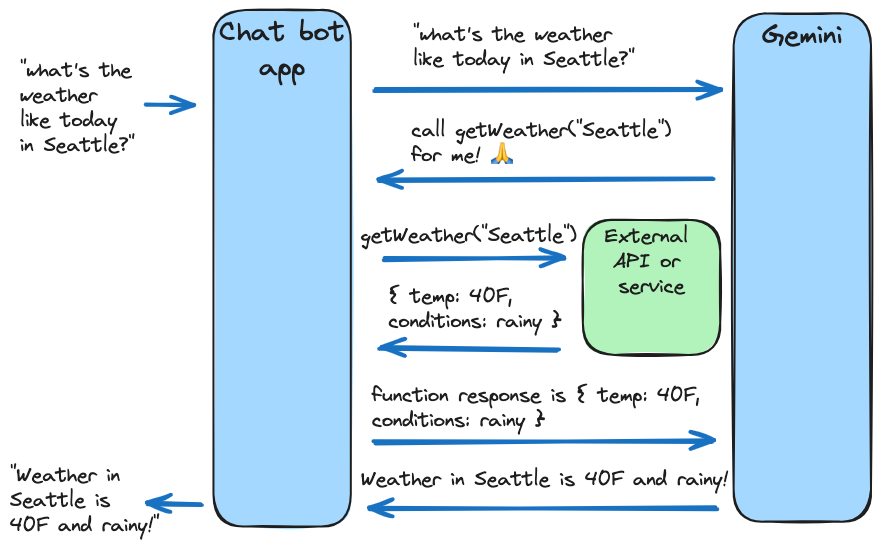 Chat bot
app
Gemini
"what's the
weather
like today
in Seattle?"
"what's the weather
like today in Seattle?"
call getWeather("Seattle")
for me! 🙏
getWeather("Seattle")
External
API or
service
{ temp: 40F,
conditions: rainy }
function response is { temp: 40F,
conditions: rainy }
Weather in Seattle is 40F and rainy!
"Weather in
Seattle is
40F and rainy!"